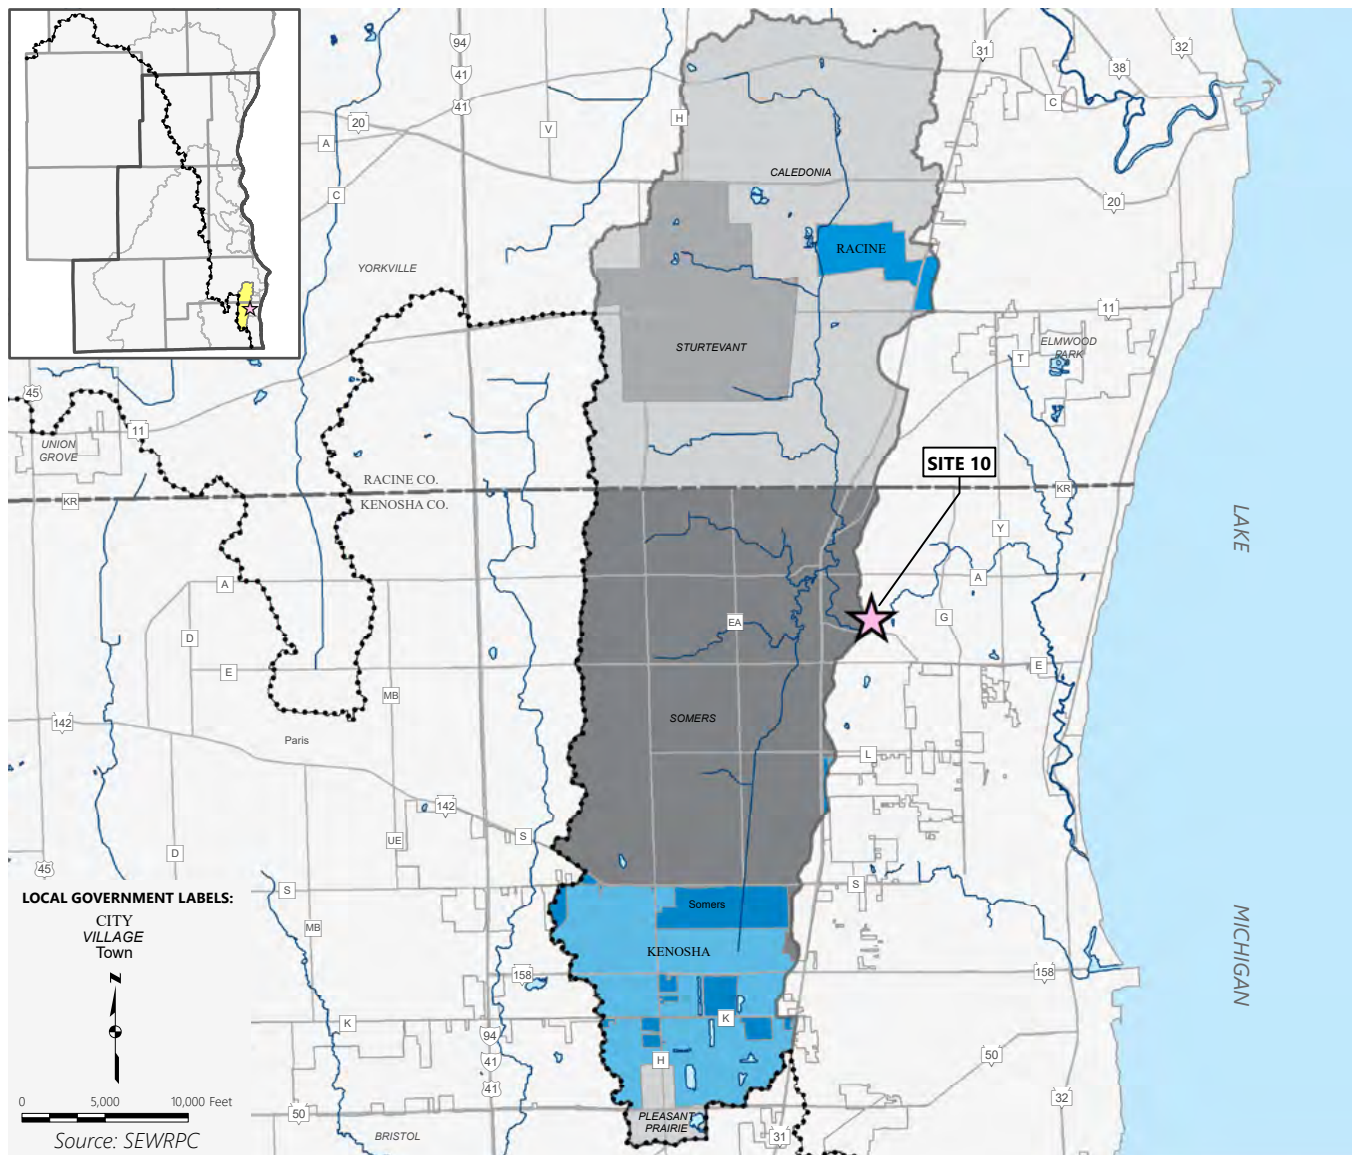 94
41
41
31
32
38
C
20
A
V
H
CALEDONIA
C
20
RACINE
YORKVILLE
11
STURTEVANT
ELMWOOD
PARK
T
45
11
UNION
GROVE
SITE 10
RACINE CO.
KENOSHA CO.
KR
KR
LAKE
Y
A
A
D
EA
G
E
E
MB
SOMERS
142
Paris
L
142
S
UE
D
45
S
S
LOCAL GOVERNMENT LABELS:
CITY
VILLAGE
Town
N
MB
Somers
KENOSHA
MICHIGAN
158
158
K
K
94
41
41
H
50
0 5,000 10,000 Feet
50
32
PLEASANT
PRAIRIE
31
BRISTOL
Source: SEWRPC